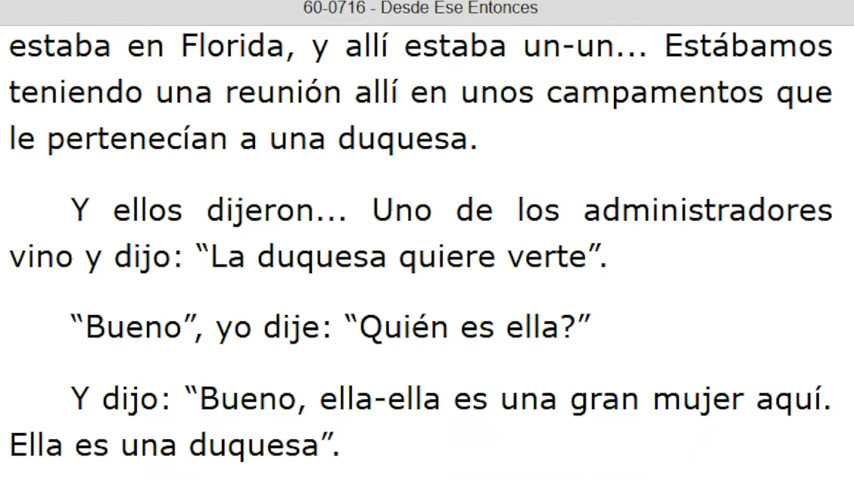 60-0716 - Desde Ese Entonces
estaba en Florida, y allí estaba un-un... Estábamos
teniendo una reunión allí en unos campamentos que
le pertenecían a una duquesa.
Y ellos dijeron... Uno de los administradores
vino y dijo: “La duquesa quiere verte”.
“Bueno”, yo dije: “Quién es ella?”
Y dijo: “Bueno, ella-ella es una gran mujer aquí.
Ella es una duquesa”.